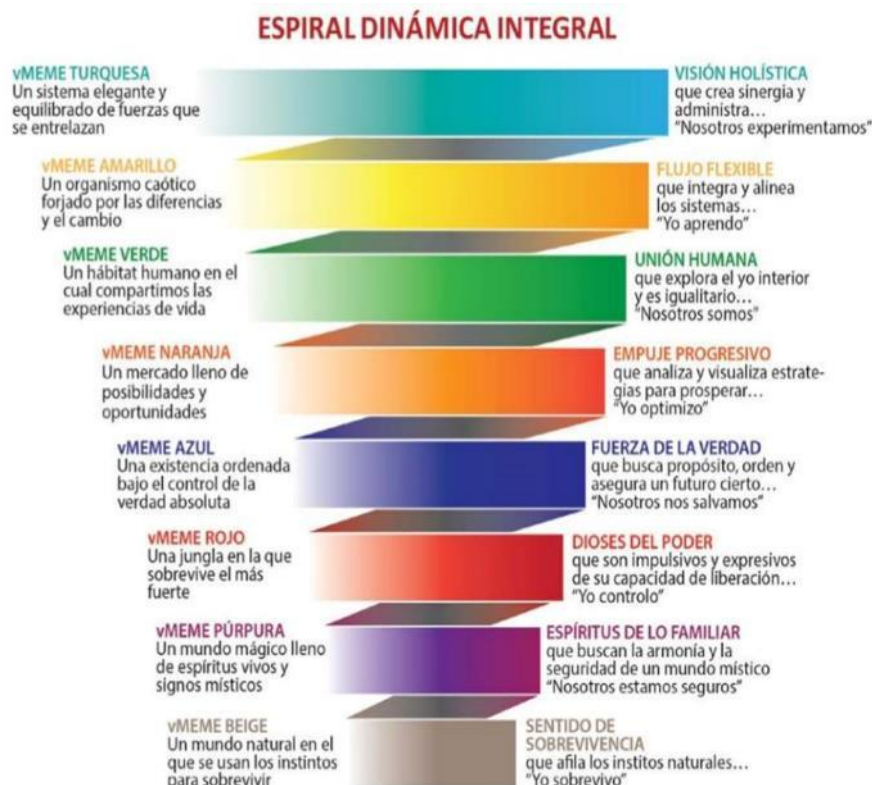 ESPIRAL DINÁMICA INTEGRAL
vMEME TURQUESA
Un sistema elegante y
equilibrado de fuerzas que
se entrelazan
VISIÓN HOLÍSTICA
que crea sinergia y
administra...
“Nosotros experimentamos”
vMEME AMARILLO
Un organismo caótico
forjado por las diferencias
y el cambio
FLUJO FLEXIBLE
que integra y alinea
los sistemas...
“Yo aprendo”
vMEME VERDE
Un hábitat humano en el
cual compartimos las
experiencias de vida
UNIÓN HUMANA
que explora el yo interior
y es igualitario...
“Nosotros somos”
vMEME NARANJA
Un mercado lleno de
posibilidades y
oportunidades
EMPUJE PROGRESIVO
que analiza y visualiza estrate-
gias para prosperar...
“Yo optimizo”
vMEME AZUL
Una existencia ordenada
bajo el control de la
verdad absoluta
FUERZA DE LA VERDAD
que busca propósito, orden y
asegura un futuro cierto...
“Nosotros nos salvamos”
vMEME ROJO
Una jungla en la que
sobrevive el más
fuerte
DIOSES DEL PODER
que son impulsivos y expresivos
de su capacidad de liberación...
“Yo controlo”
vMEME PÚRPURA
Un mundo mágico lleno
de espíritus vivos y
signos místicos
ESPÍRITUS DE LO FAMILIAR
que buscan la armonía y la
seguridad de un mundo místico
“Nosotros estamos seguros”
vMEME BEIGE
Un mundo natural en el
que se usan los instintos
para sobrevivir
SENTIDO DE
SOBREVIVENCIA
que afila los institos naturales...
“Yo sobrevivo”